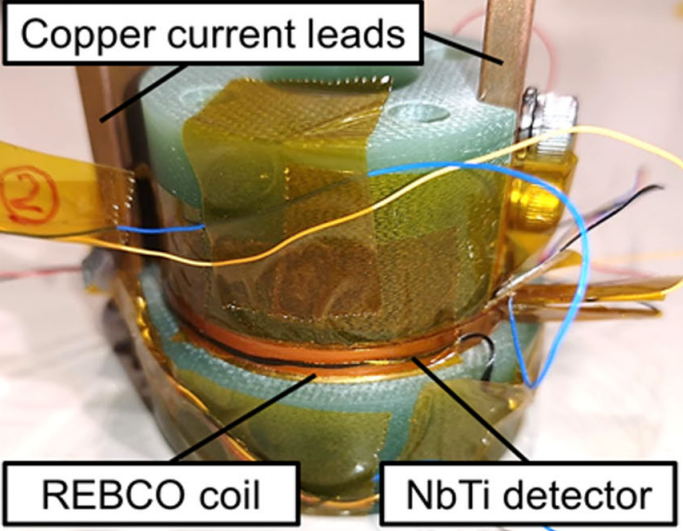 Copper current leads
2
REBCO coil
NbTi detector